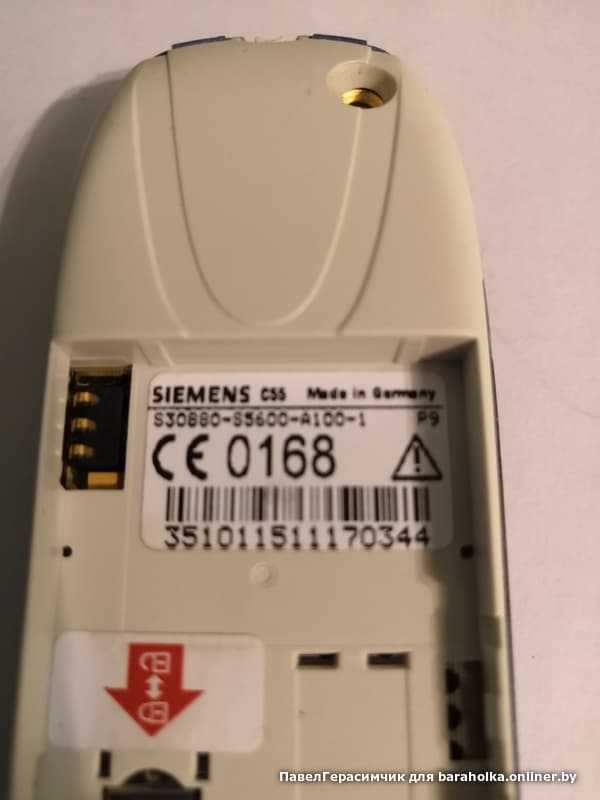 SIEMENS C55 Made in Germany
S30880-S5600-A100-1 P9
CE 0168
351011511170344
ПавелГерасимчик для baraholka.onliner.by